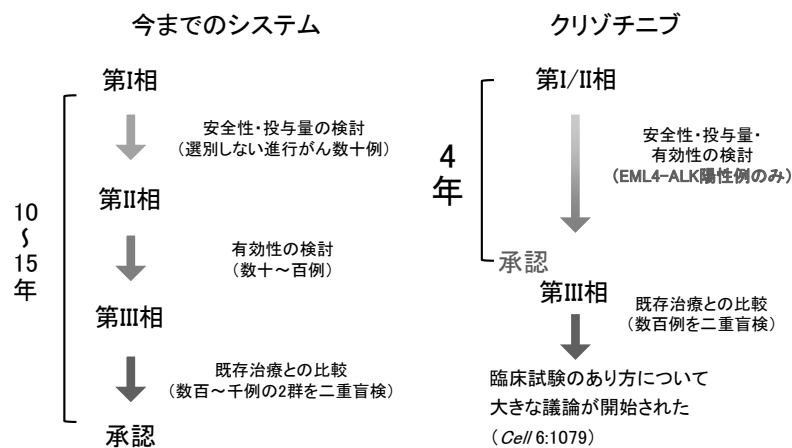 今までのシステム
第I相
安全性・投与量の検討
(選別しない進行がん数十例)
第II相
10~15年
有効性の検討
(数十~百例)
第III相
既存治療との比較
(数百~千例の2群を二重盲検)
承認
クリゾチニブ
第I/II相
4年
安全性・投与量・
有効性の検討
(EML4-ALK陽性例のみ)
承認
第III相
既存治療との比較
(数百例を二重盲検)
臨床試験のあり方について
大きな議論が開始された
(Cell 6:1079)